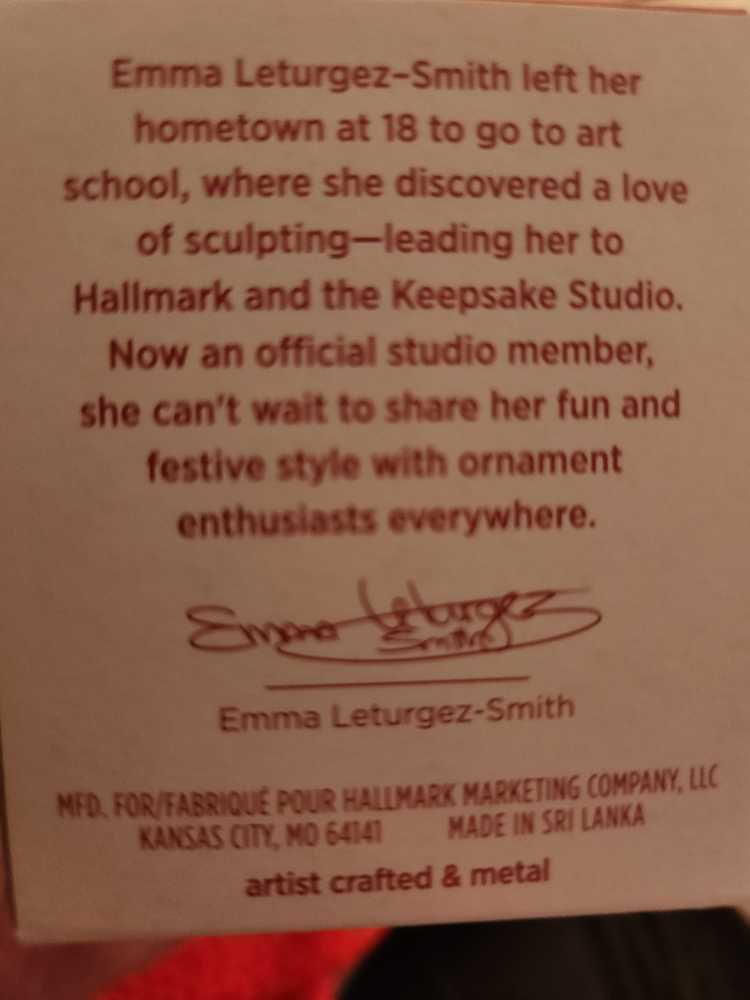 Emma Leturgez-Smith left her
hometown at 18 to go to art
school, where she discovered a love
of sculpting—leading her to
Hallmark and the Keepsake Studio.
Now an official studio member,
she can't wait to share her fun and
festive style with ornament
enthusiasts everywhere.
Emma Leturgez
Smith
Emma Leturgez-Smith
MFD. FOR/FABRIQUÉ POUR HALLMARK MARKETING COMPANY, LLC
KANSAS CITY, MO 64141 MADE IN SRI LANKA
artist crafted & metal